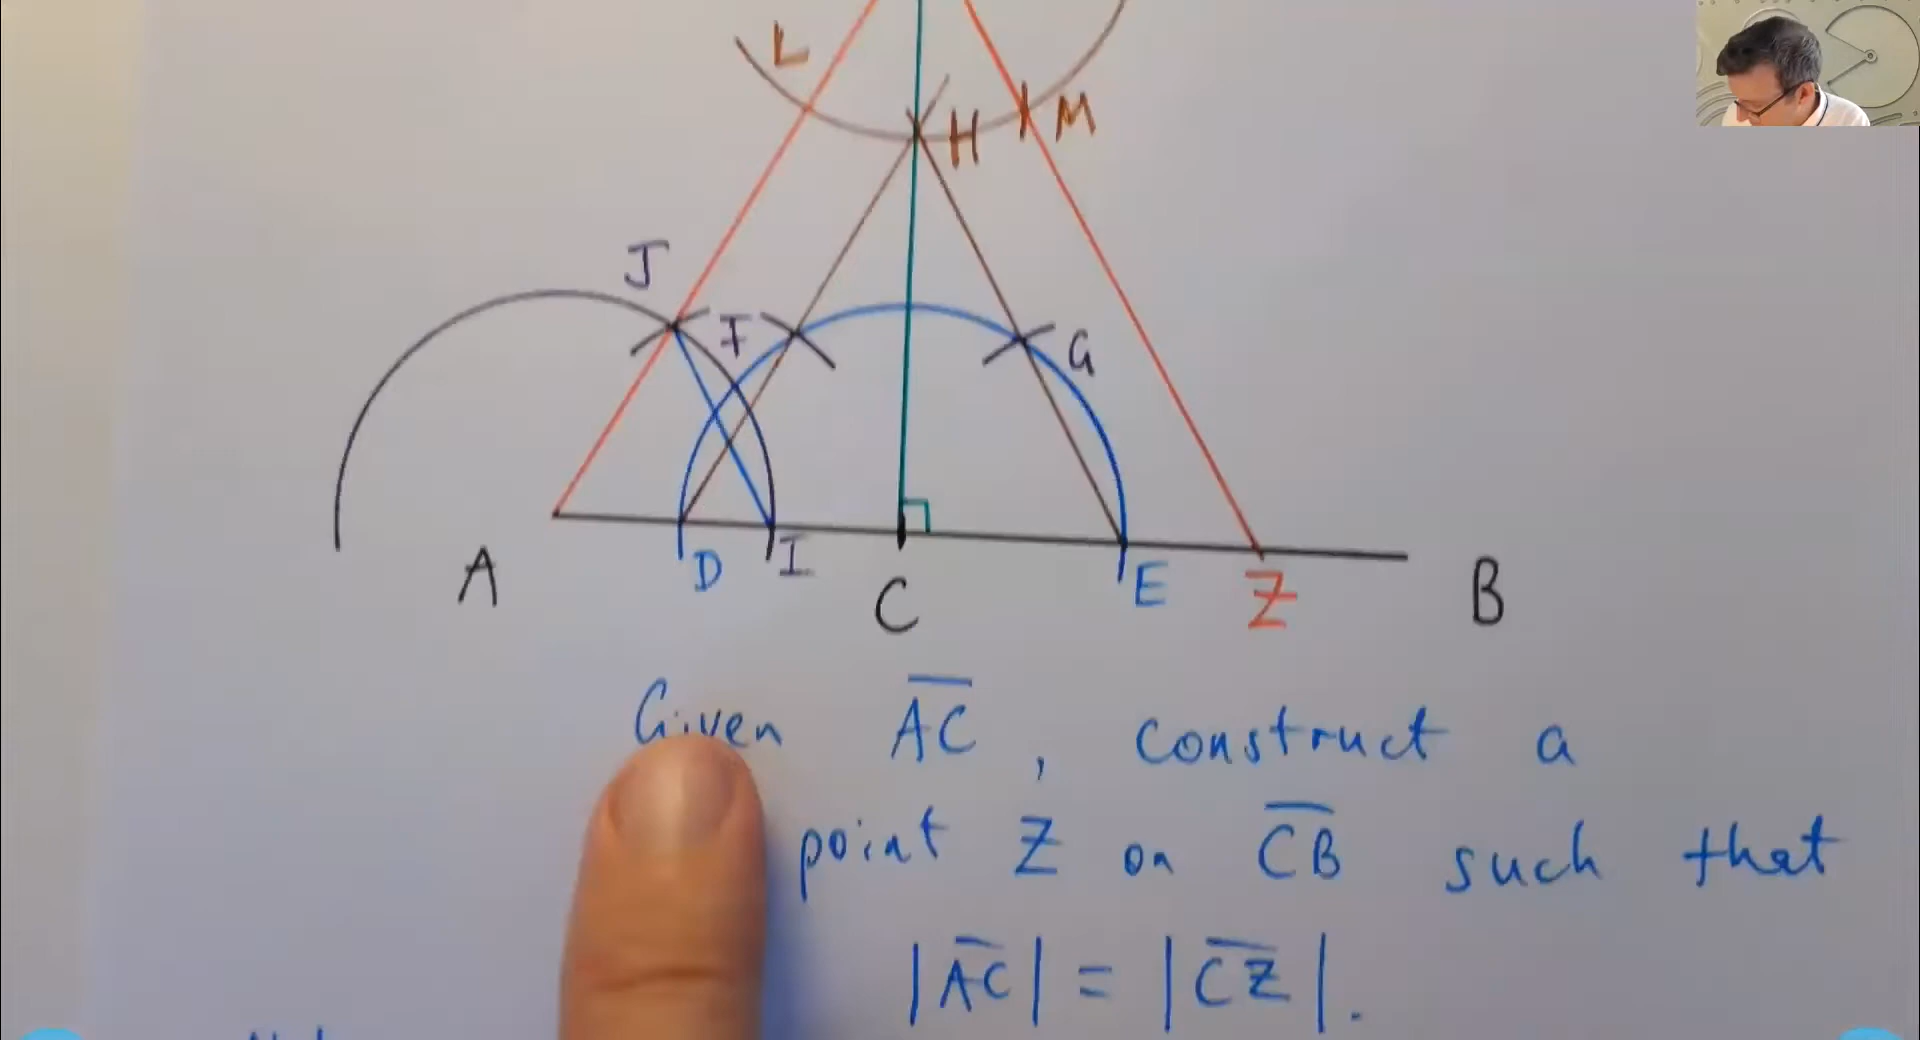 L
H M
J
F
G
A D I C E Z B
Given AC, construct a
point Z on CB such that
|AC| = |CZ|.